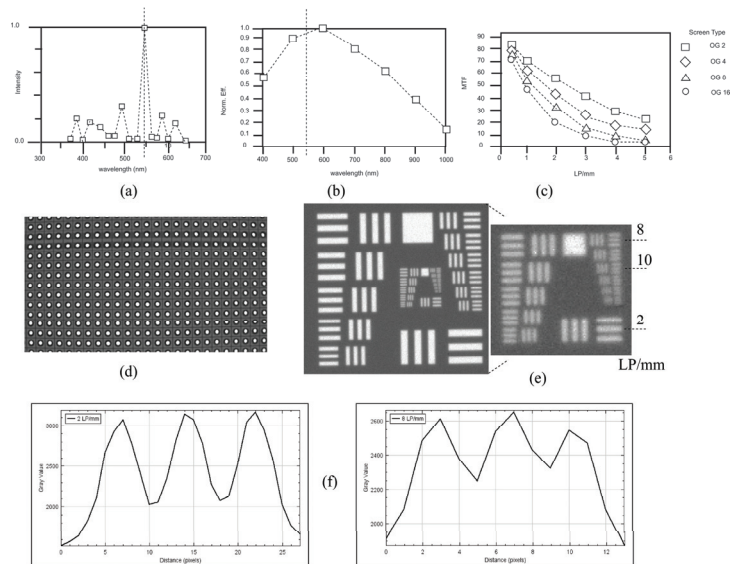 1.0
Intensity
0.0
300
400
500
600
700
wavelength (nm)
(a)
Norm. Eff.
1.0
0.9
0.8
0.7
0.6
0.5
0.4
0.3
0.2
0.1
0
400
500
600
700
800
900
1000
wavelength (nm)
(b)
MTF
90
80
70
60
50
40
30
20
10
0
0
1
2
3
4
5
6
LP/mm
(c)
Screen Type
OG 2
OG 4
OG 8
OG 16
(d)
8
10
2
LP/mm
(e)
2 LP/mm
Gray Value
3000
2500
2000
0
5
10
15
20
25
Distance (pixels)
(f)
8 LP/mm
Gray Value
2600
2400
2200
2000
0
2
4
6
8
10
12
Distance (pixels)